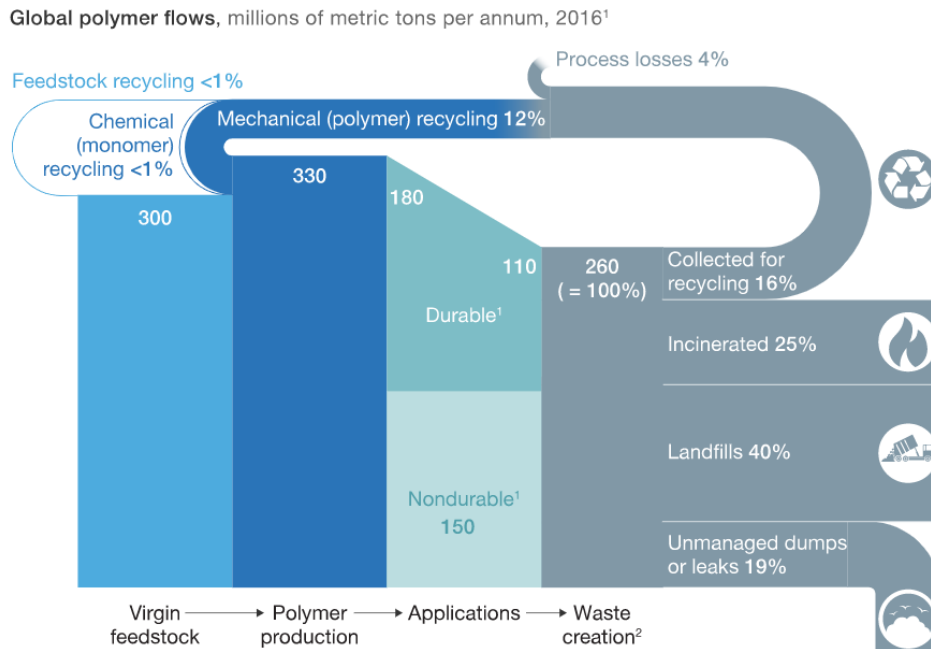 Global polymer flows, millions of metric tons per annum, 2016¹
Process losses 4%
Feedstock recycling <1%
Chemical
(monomer)
recycling <1%
Mechanical (polymer) recycling 12%
300
330
180
110
260
( = 100%)
Durable¹
Nondurable¹
150
Collected for
recycling 16%
Incinerated 25%
Landfills 40%
Unmanaged dumps
or leaks 19%
Virgin
feedstock
Polymer
production
Applications
Waste
creation²